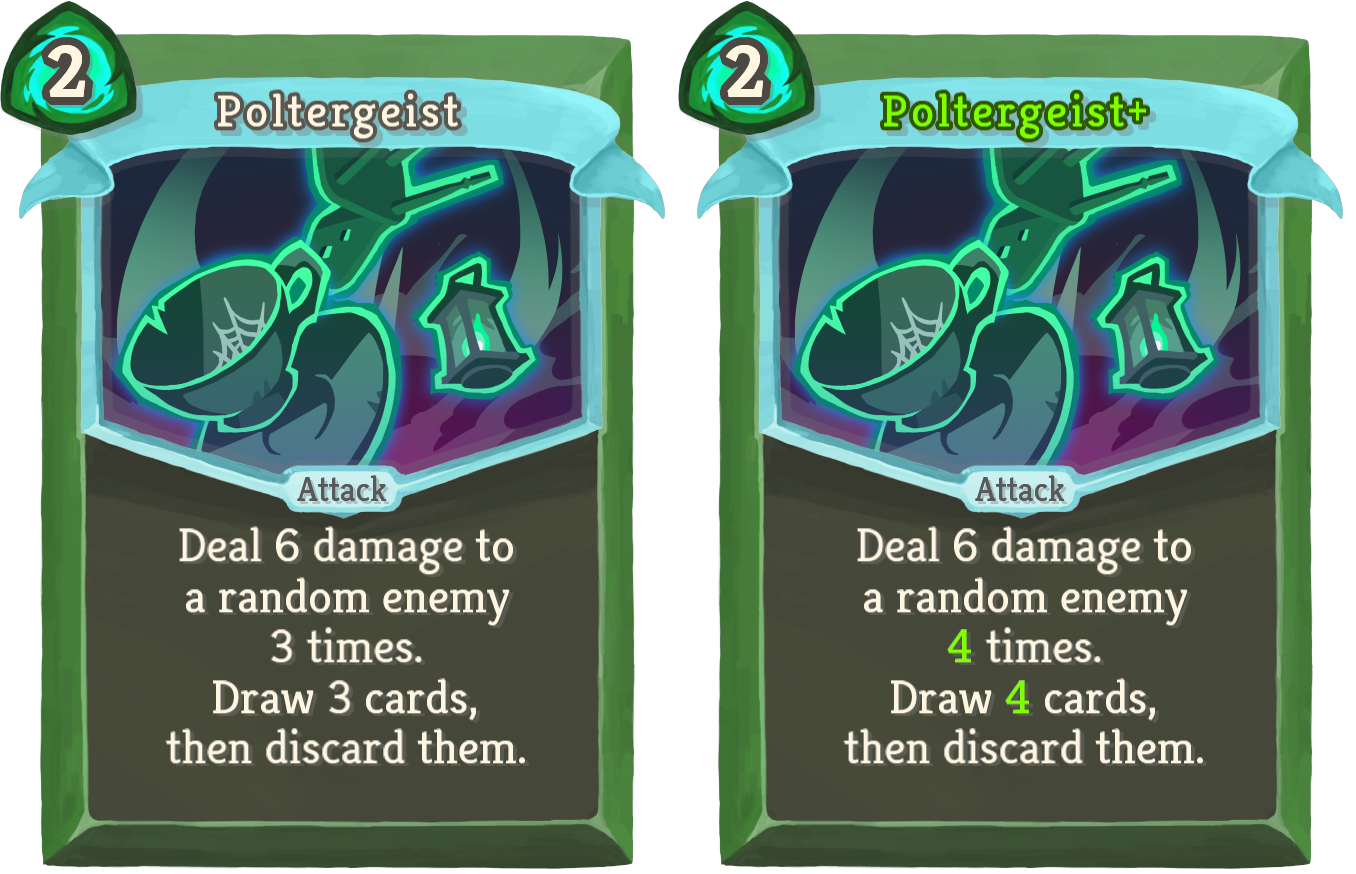 2
Poltergeist
Attack
Deal 6 damage to
a random enemy
3 times.
Draw 3 cards,
then discard them.
2
Poltergeist+
Attack
Deal 6 damage to
a random enemy
4 times.
Draw 4 cards,
then discard them.